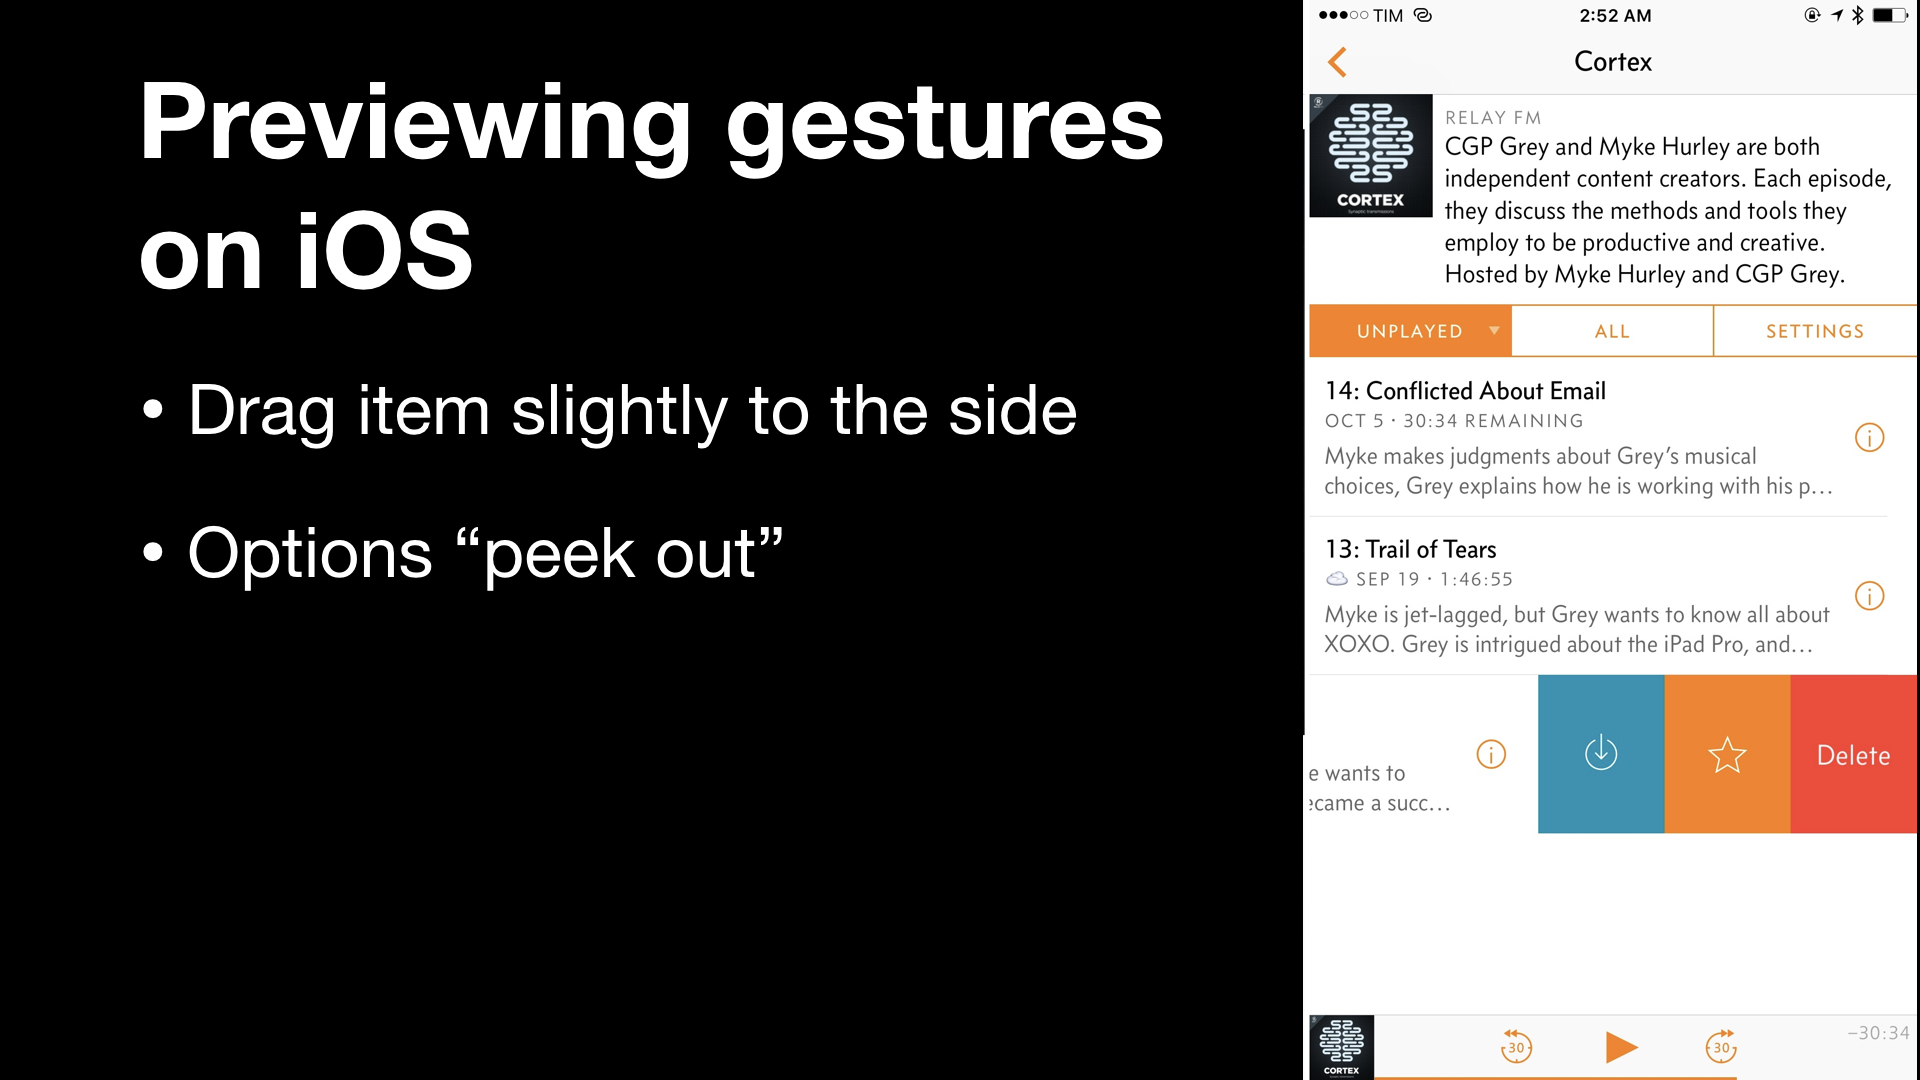 Previewing gestures
on iOS
• Drag item slightly to the side
• Options “peek out”
TIM 2:52 AM
Cortex
CORTEX
RELAY FM
CGP Grey and Myke Hurley are both
independent content creators. Each episode,
they discuss the methods and tools they
employ to be productive and creative.
Hosted by Myke Hurley and CGP Grey.
UNPLAYED ALL SETTINGS
14: Conflicted About Email
OCT 5 · 30:34 REMAINING
Myke makes judgments about Grey’s musical
choices, Grey explains how he is working with his p…
13: Trail of Tears
SEP 19 · 1:46:55
Myke is jet-lagged, but Grey wants to know all about
XOXO. Grey is intrigued about the iPad Pro, and…
e wants to
ecame a succ…
Delete
CORTEX
30 30 −30:34